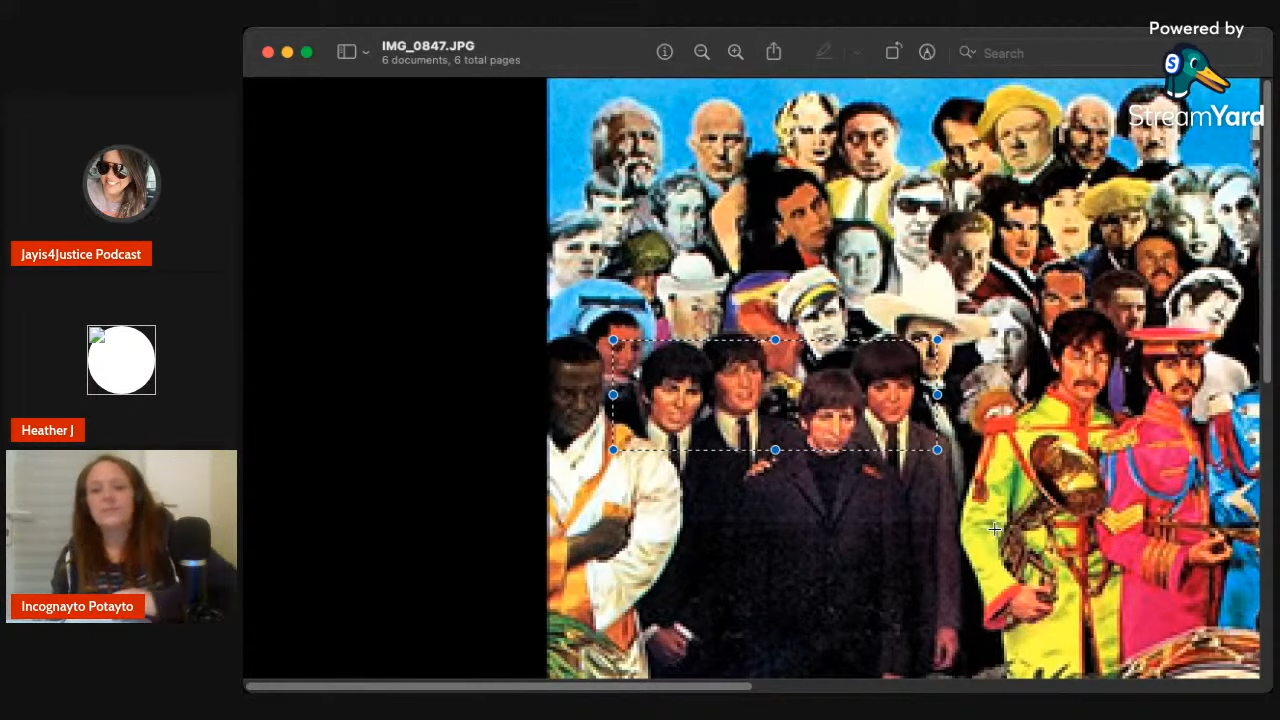 Powered by
StreamYard
IMG_0847.JPG
6 documents, 6 total pages
Search
Jayis4Justice Podcast
Heather J
Incognayto Potayto